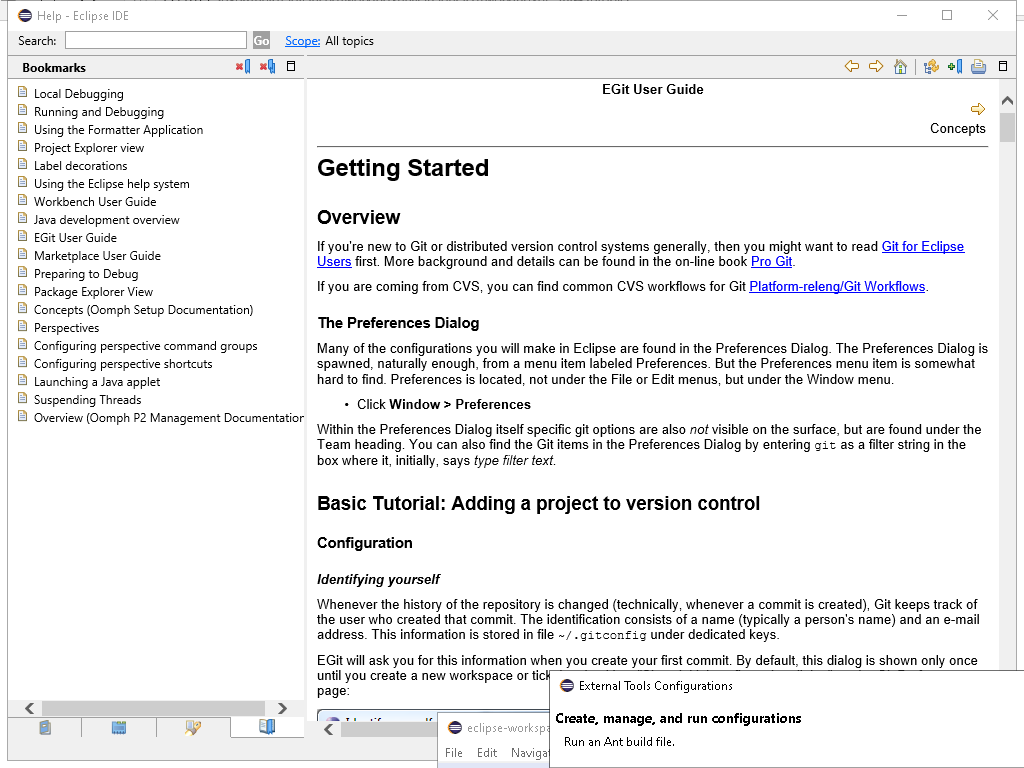 Help - Eclipse IDE
Search:
Go
Scope: All topics
Bookmarks
Local Debugging
Running and Debugging
Using the Formatter Application
Project Explorer view
Label decorations
Using the Eclipse help system
Workbench User Guide
Java development overview
EGit User Guide
Marketplace User Guide
Preparing to Debug
Package Explorer View
Concepts (Oomph Setup Documentation)
Perspectives
Configuring perspective command groups
Configuring perspective shortcuts
Launching a Java applet
Suspending Threads
Overview (Oomph P2 Management Documentation
EGit User Guide
Concepts
Getting Started
Overview
If you're new to Git or distributed version control systems generally, then you might want to read Git for Eclipse
Users first. More background and details can be found in the on-line book Pro Git.
If you are coming from CVS, you can find common CVS workflows for Git Platform-releng/Git Workflows.
The Preferences Dialog
Many of the configurations you will make in Eclipse are found in the Preferences Dialog. The Preferences Dialog is
spawned, naturally enough, from a menu item labeled Preferences. But the Preferences menu item is somewhat
hard to find. Preferences is located, not under the File or Edit menus, but under the Window menu.
• Click Window > Preferences
Within the Preferences Dialog itself specific git options are also not visible on the surface, but are found under the
Team heading. You can also find the Git items in the Preferences Dialog by entering git as a filter string in the
box where it, initially, says type filter text.
Basic Tutorial: Adding a project to version control
Configuration
Identifying yourself
Whenever the history of the repository is changed (technically, whenever a commit is created), Git keeps track of
the user who created that commit. The identification consists of a name (typically a person's name) and an e-mail
address. This information is stored in file ~/.gitconfig under dedicated keys.
EGit will ask you for this information when you create your first commit. By default, this dialog is shown only once
until you create a new workspace or tick
page:
eclipse-workspa
File Edit Navigat
External Tools Configurations
Create, manage, and run configurations
Run an Ant build file.